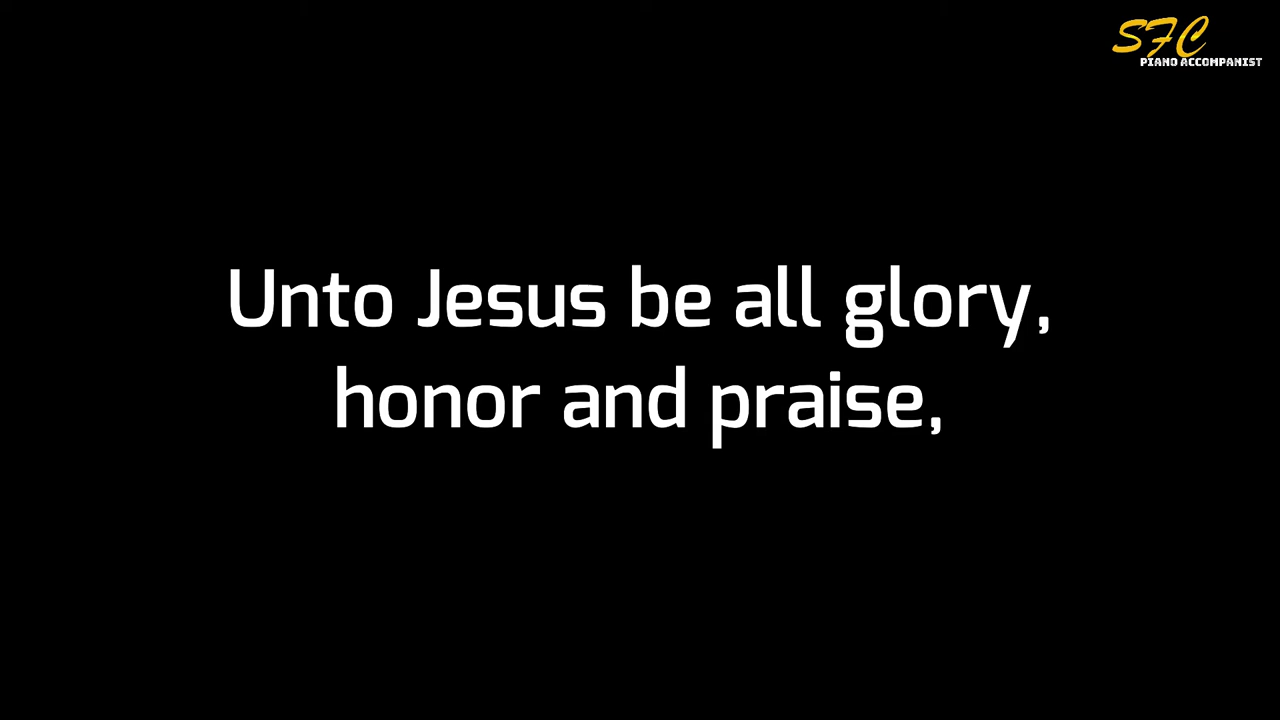 SFC
PIANO ACCOMPANIST
Unto Jesus be all glory,
honor and praise,